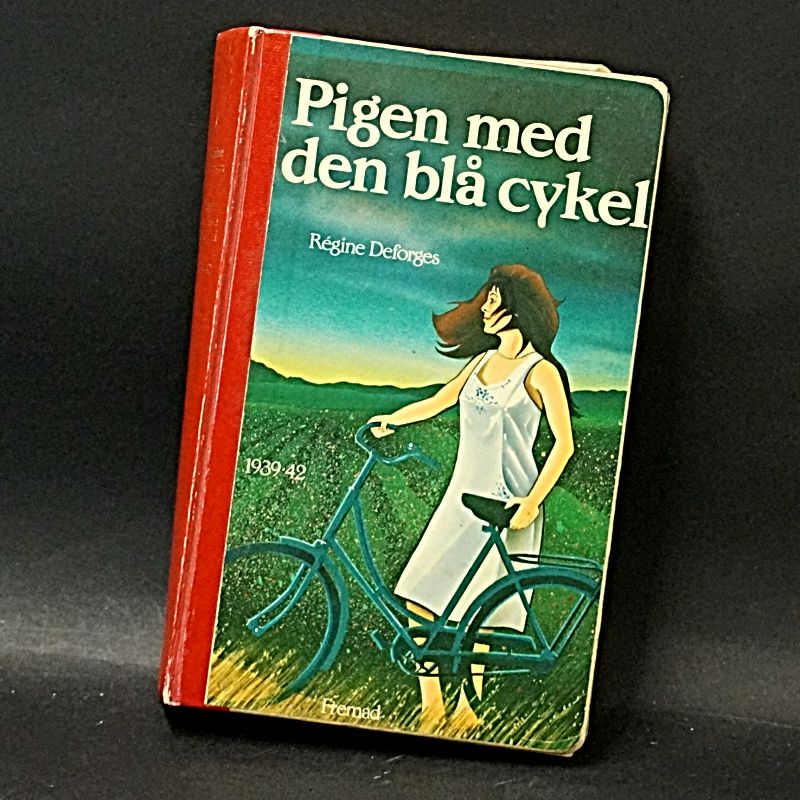 Pigen med
den blå cykel
Régine Deforges
1939·42
Fremad